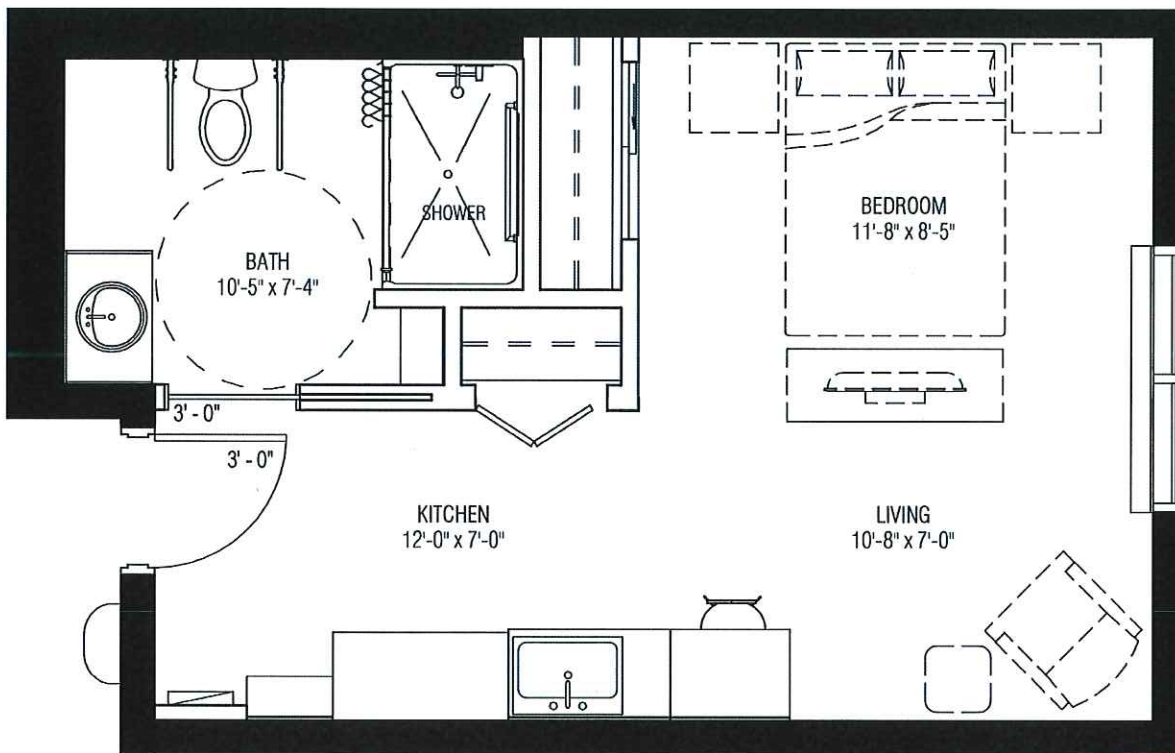 SHOWER
BEDROOM
11'-8" x 8'-5"
BATH
10'-5" x 7'-4"
3' - 0"
3' - 0"
KITCHEN
12'-0" x 7'-0"
LIVING
10'-8" x 7'-0"